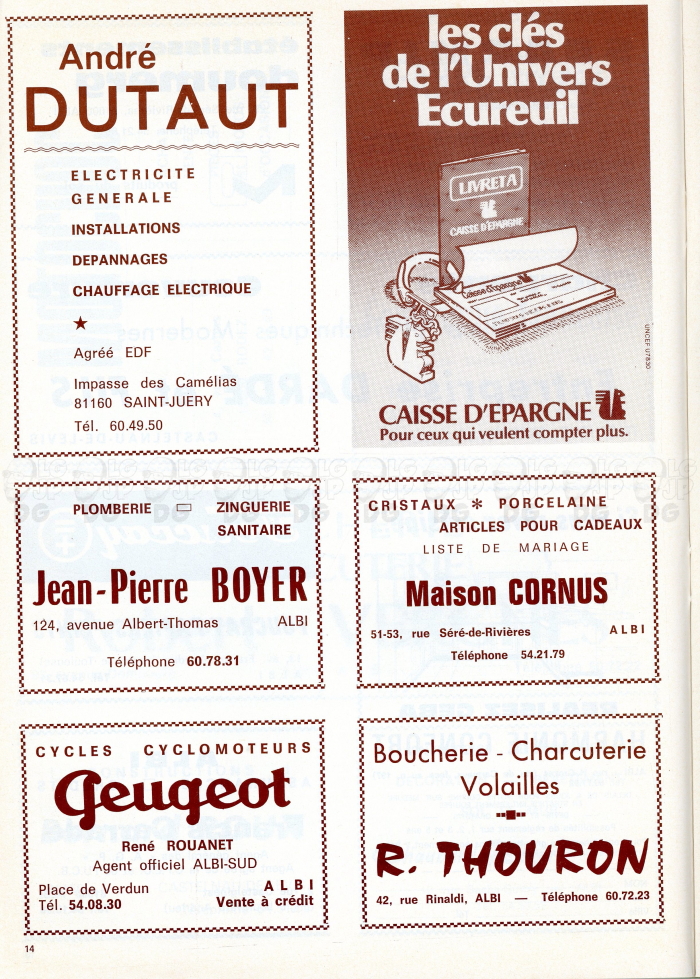 André
DUTAUT
ELECTRICITE
GENERALE
INSTALLATIONS
DEPANNAGES
CHAUFFAGE ELECTRIQUE
★
Agréé EDF
Impasse des Camélias
81160 SAINT-JUERY
Tél. 60.49.50
les clés
de l'Univers
Ecureuil
LIVRET A
CAISSE D'EPARGNE
Caisse d'Epargne
UNCEF U7830
CAISSE D'EPARGNE
Pour ceux qui veulent compter plus.
PLOMBERIE ZINGUERIE
SANITAIRE
Jean-Pierre BOYER
124, avenue Albert-Thomas ALBI
Téléphone 60.78.31
CRISTAUX * PORCELAINE
ARTICLES POUR CADEAUX
LISTE DE MARIAGE
Maison CORNUS
51-53, rue Séré-de-Rivières ALBI
Téléphone 54.21.79
CYCLES CYCLOMOTEURS
Peugeot
René ROUANET
Agent officiel ALBI-SUD
Place de Verdun ALBI
Tél. 54.08.30 Vente à crédit
Boucherie - Charcuterie
Volailles
R. THOURON
42, rue Rinaldi, ALBI — Téléphone 60.72.23
14